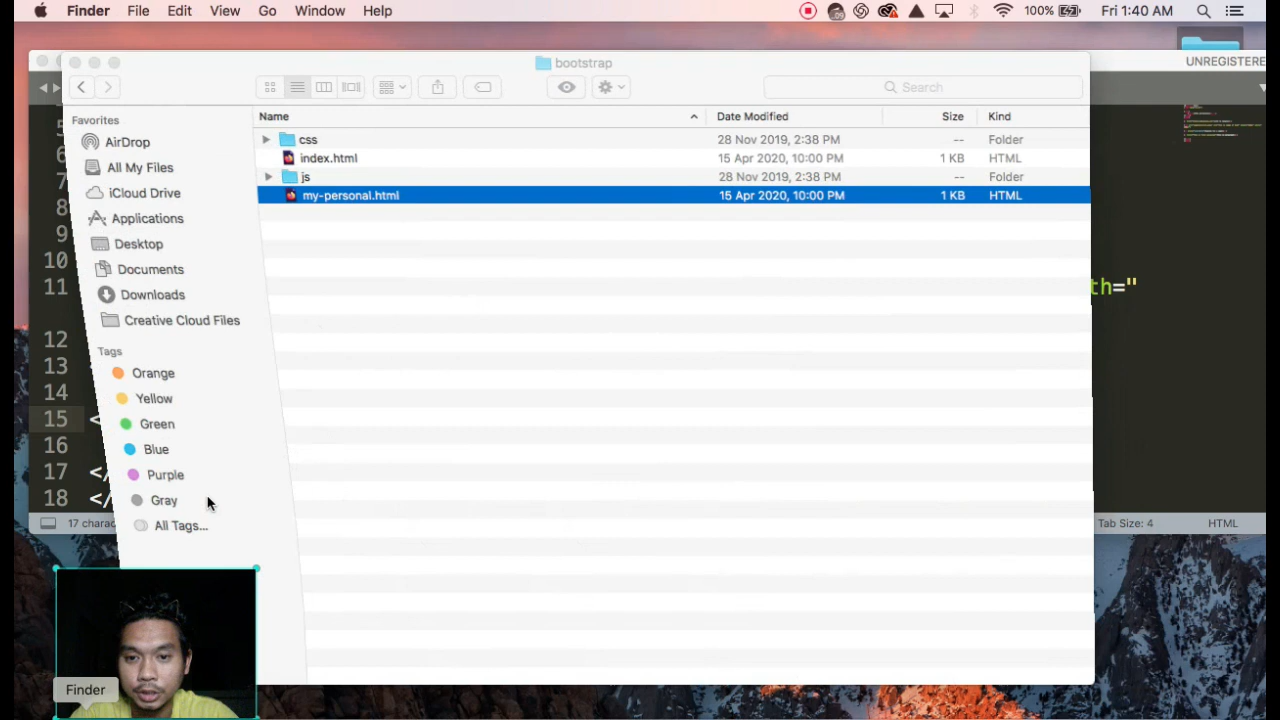 Finder File Edit View Go Window Help 100% Fri 1:40 AM
UNREGISTERE
bootstrap
Search
Favorites
AirDrop
All My Files
iCloud Drive
Applications
Desktop
Documents
Downloads
Creative Cloud Files
Tags
Orange
Yellow
Green
Blue
Purple
Gray
All Tags...
Name Date Modified Size Kind
css 28 Nov 2019, 2:38 PM -- Folder
index.html 15 Apr 2020, 10:00 PM 1 KB HTML
js 28 Nov 2019, 2:38 PM -- Folder
my-personal.html 15 Apr 2020, 10:00 PM 1 KB HTML
5
6
7
8
9
10
11 th="
12
13
14
15 <
16
17 </
18 </
17 charac Tab Size: 4 HTML
Finder